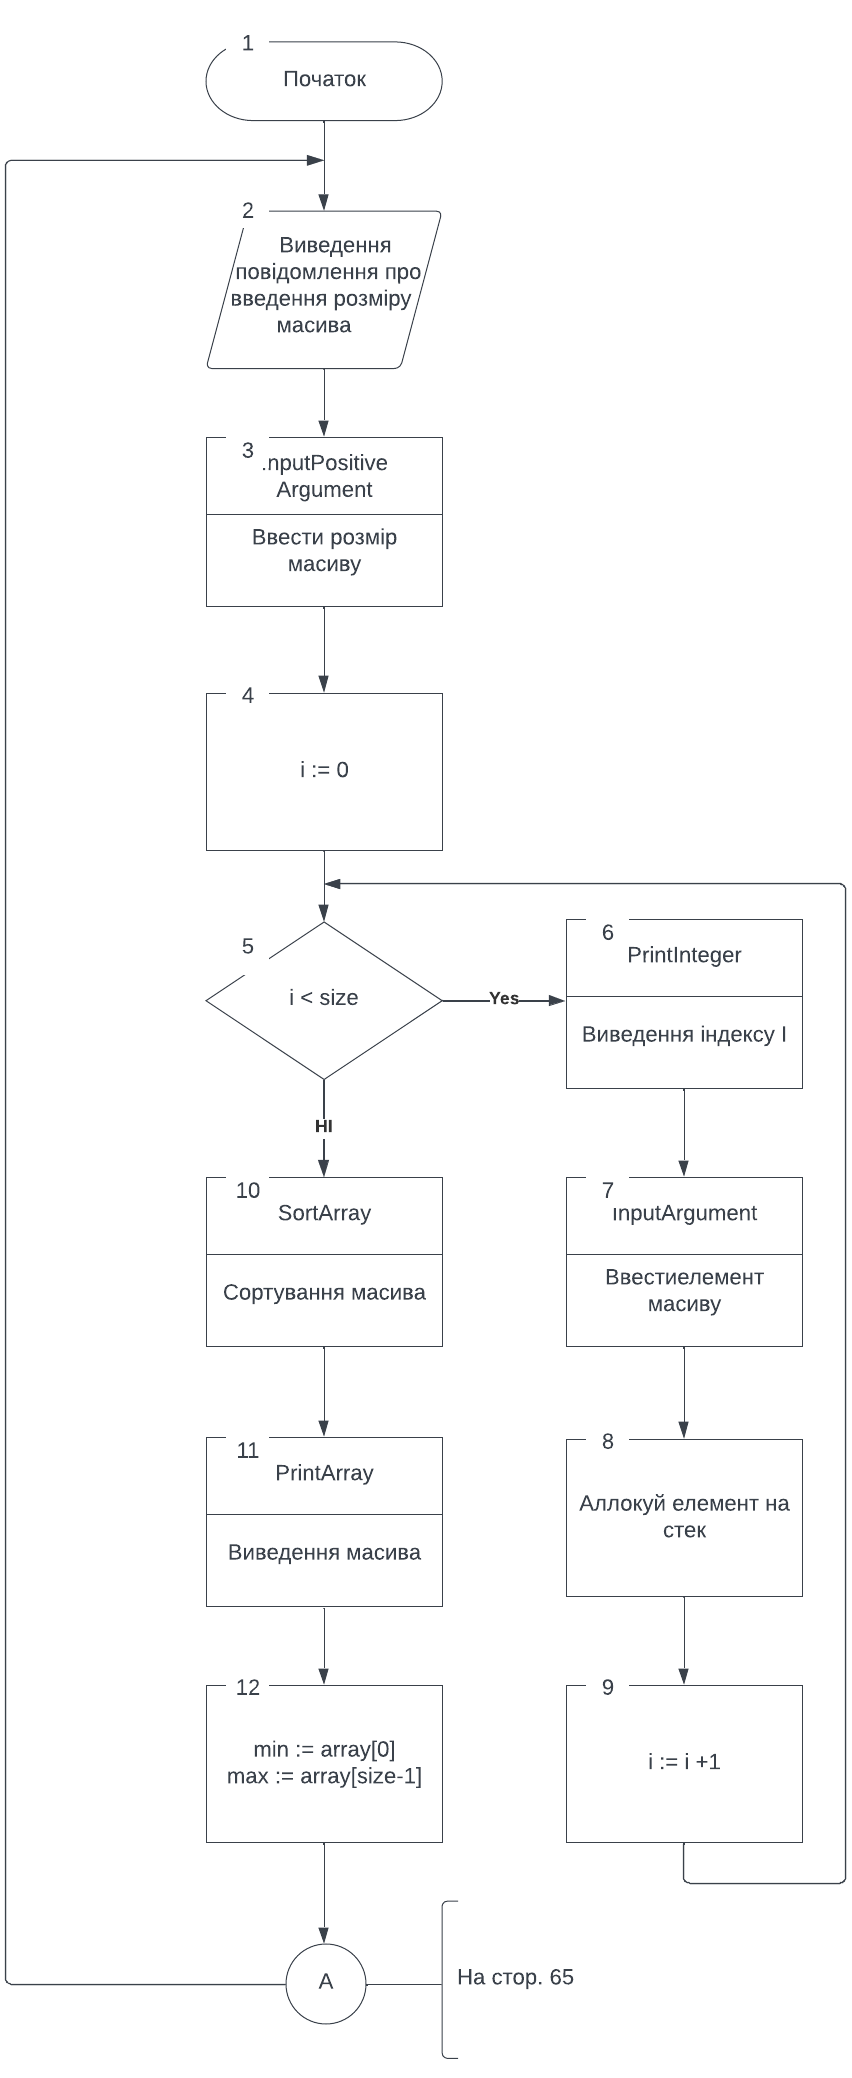 1
Початок
2
Виведення
повідомлення про
введення розміру
масива
3
InputPositive
Argument
Ввести розмір
масиву
4
i := 0
5
i < size
Yes
НІ
6
PrintInteger
Виведення індексу I
10
SortArray
Сортування масива
7
InputArgument
Ввестиелемент
масиву
11
PrintArray
Виведення масива
8
Аллокуй елемент на
стек
12
min := array[0]
max := array[size-1]
9
i := i +1
А
На стор. 65